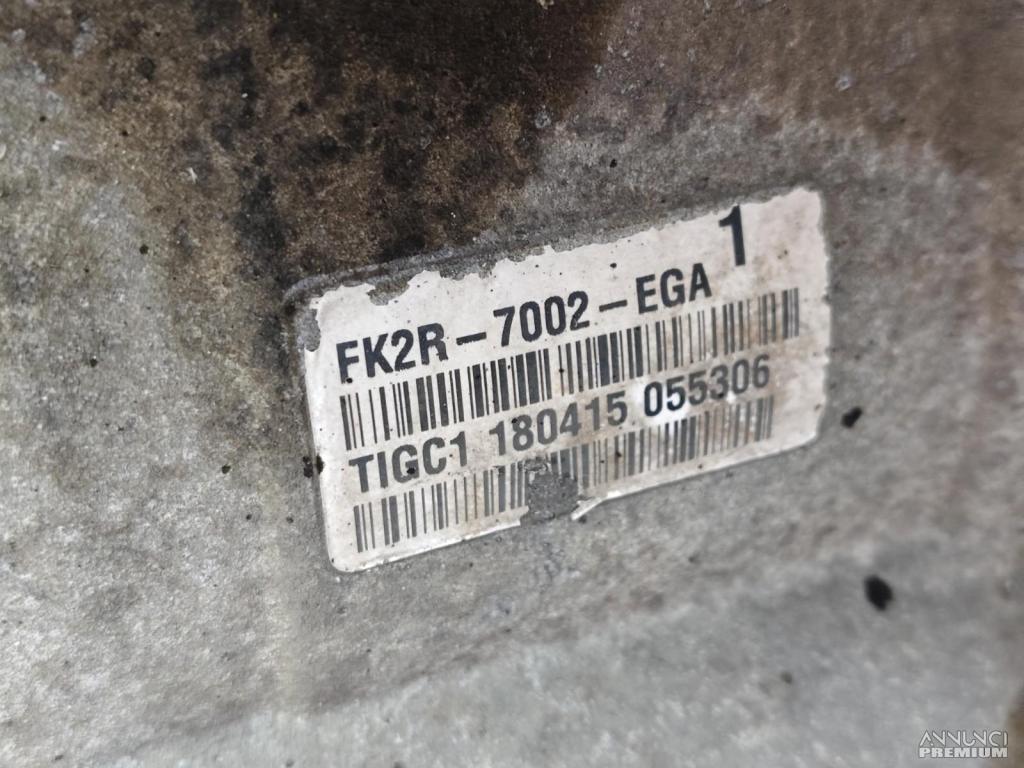 1
FK2R-7002-EGA
TIGC1 180415 055306
ANNUNCI
PREMIUM